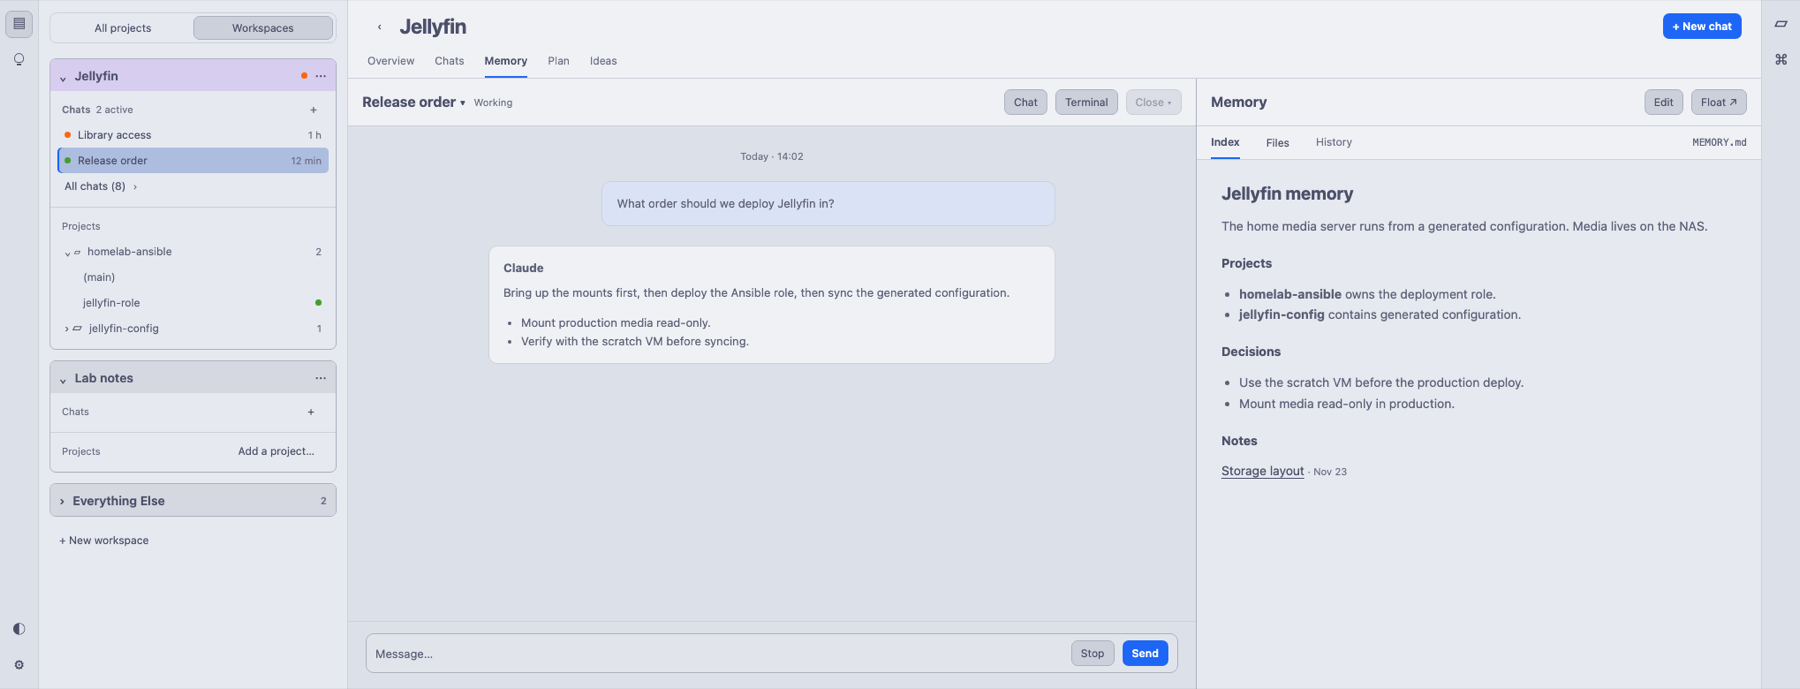 All projects
Workspaces
Jellyfin
Chats 2 active +
Library access 1 h
Release order 12 min
All chats (8) ›
Projects
homelab-ansible 2
(main)
jellyfin-role
jellyfin-config 1
Lab notes
Chats +
Projects Add a project...
Everything Else 2
+ New workspace
Jellyfin
+ New chat
Overview Chats Memory Plan Ideas
Release order ▾ Working
Chat Terminal Close
Today · 14:02
What order should we deploy Jellyfin in?
Claude
Bring up the mounts first, then deploy the Ansible role, then sync the generated configuration.
• Mount production media read-only.
• Verify with the scratch VM before syncing.
Message...
Stop Send
Memory
Edit Float ↗
Index Files History MEMORY.md
Jellyfin memory
The home media server runs from a generated configuration. Media lives on the NAS.
Projects
• homelab-ansible owns the deployment role.
• jellyfin-config contains generated configuration.
Decisions
• Use the scratch VM before the production deploy.
• Mount media read-only in production.
Notes
Storage layout · Nov 23